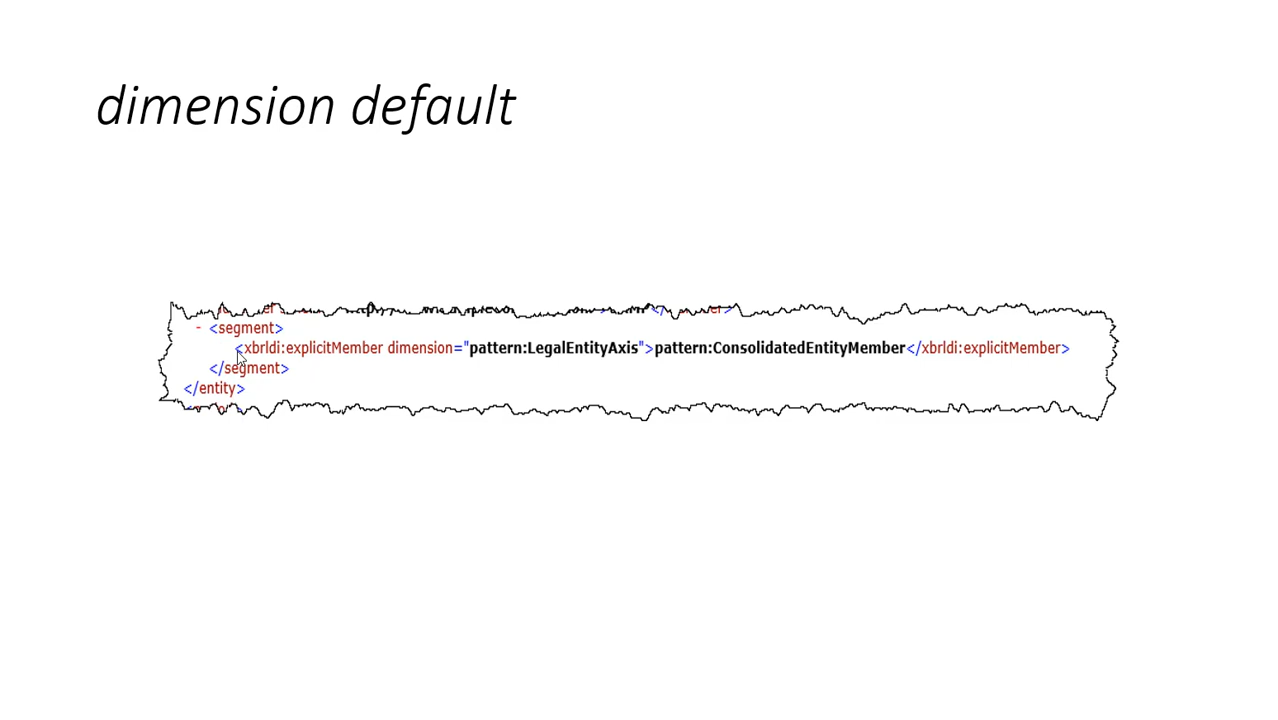 dimension default
- <segment>
<xbrldi:explicitMember dimension="pattern:LegalEntityAxis">pattern:ConsolidatedEntityMember</xbrldi:explicitMember>
</segment>
</entity>